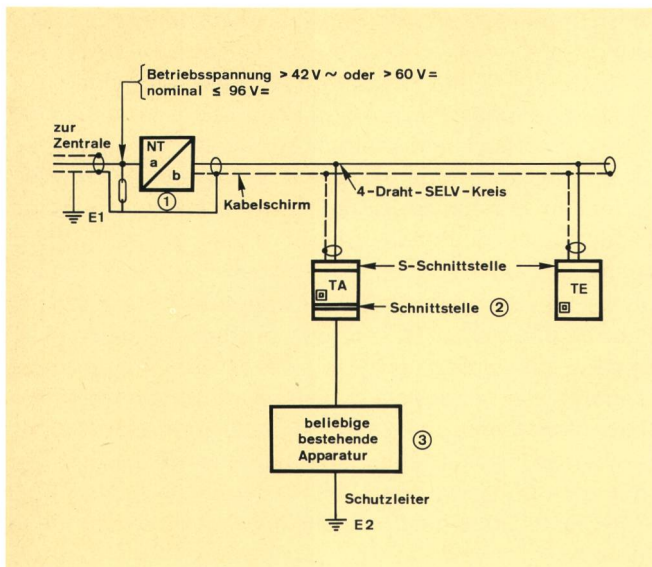 Betriebsspannung > 42 V ~ oder > 60 V =
nominal ≤ 96 V =
zur
Zentrale
NT
a
b
①
E1
Kabelschirm
4-Draht-SELV-Kreis
S-Schnittstelle
TA
TE
Schnittstelle ②
beliebige
bestehende
Apparatur
③
Schutzleiter
E2